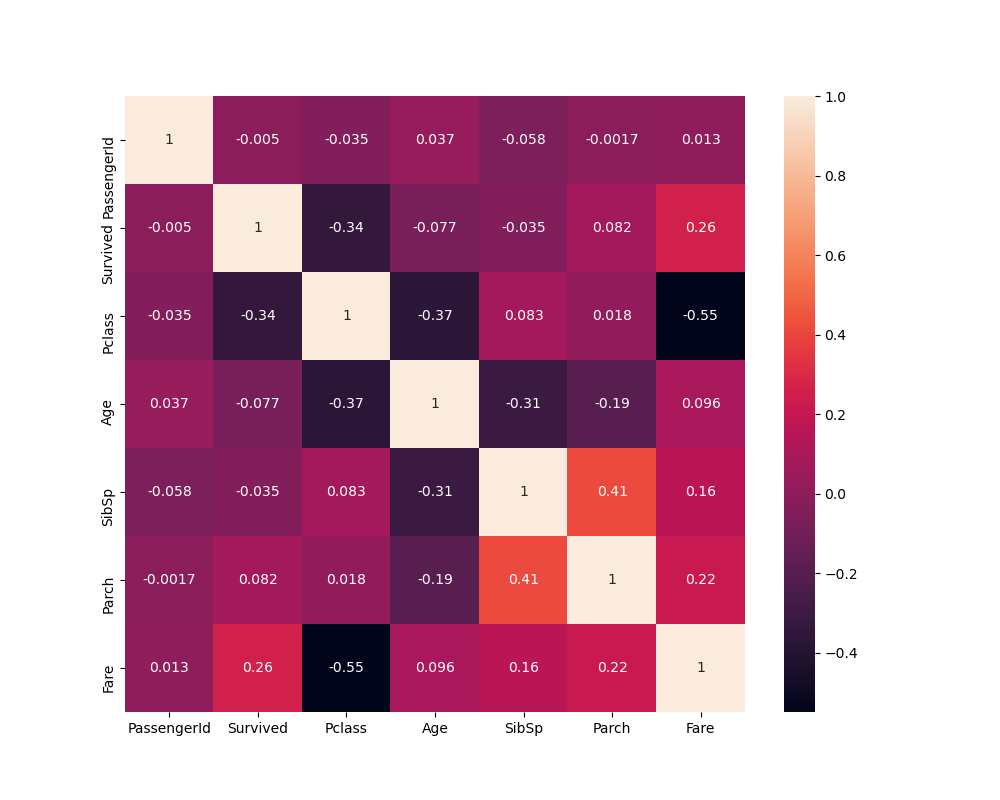 PassengerId 1 -0.005 -0.035 0.037 -0.058 -0.0017 0.013
Survived -0.005 1 -0.34 -0.077 -0.035 0.082 0.26
Pclass -0.035 -0.34 1 -0.37 0.083 0.018 -0.55
Age 0.037 -0.077 -0.37 1 -0.31 -0.19 0.096
SibSp -0.058 -0.035 0.083 -0.31 1 0.41 0.16
Parch -0.0017 0.082 0.018 -0.19 0.41 1 0.22
Fare 0.013 0.26 -0.55 0.096 0.16 0.22 1
PassengerId Survived Pclass Age SibSp Parch Fare
1.0
0.8
0.6
0.4
0.2
0.0
−0.2
−0.4